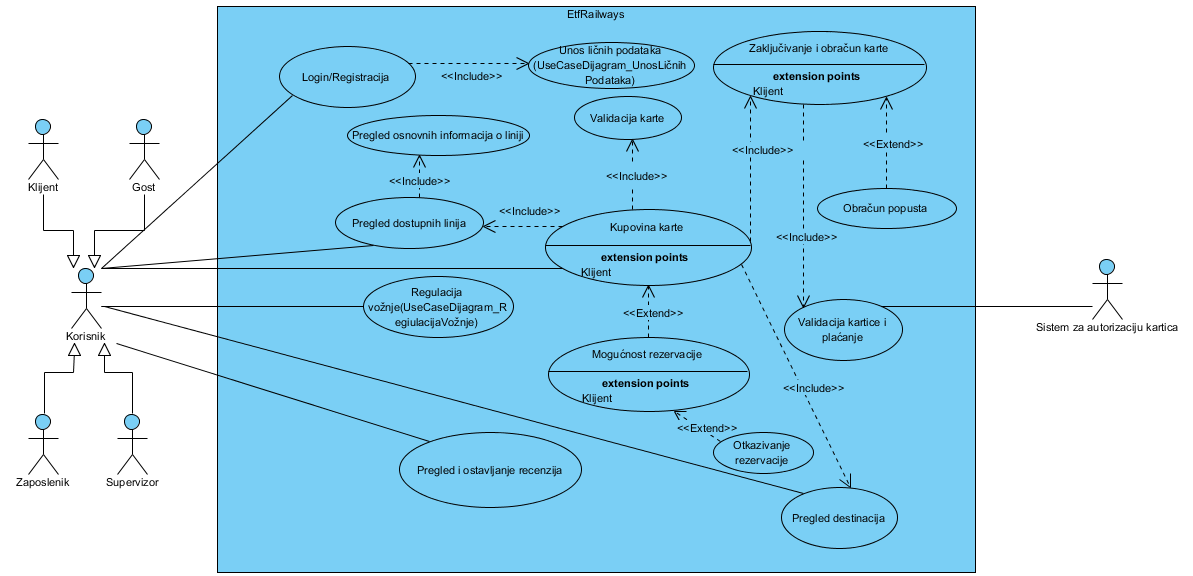 EtfRailways
Login/Registracija
<<Include>>
Unos ličnih podataka
(UseCaseDijagram_UnosLičnih
Podataka)
Zaključivanje i obračun karte
extension points
Klijent
Validacija karte
Pregled osnovnih informacija o liniji
<<Include>>
<<Include>>
<<Include>>
<<Extend>>
Klijent
Gost
Pregled dostupnih linija
<<Include>>
Kupovina karte
extension points
Klijent
Obračun popusta
<<Include>>
Korisnik
Regulacija
vožnje(UseCaseDijagram_R
egiulacijaVožnje)
<<Extend>>
Validacija kartice i
plaćanje
Sistem za autorizaciju kartica
Mogućnost rezervacije
extension points
Klijent
<<Include>>
<<Extend>>
Otkazivanje
rezervacije
Zaposlenik
Supervizor
Pregled i ostavljanje recenzija
Pregled destinacija